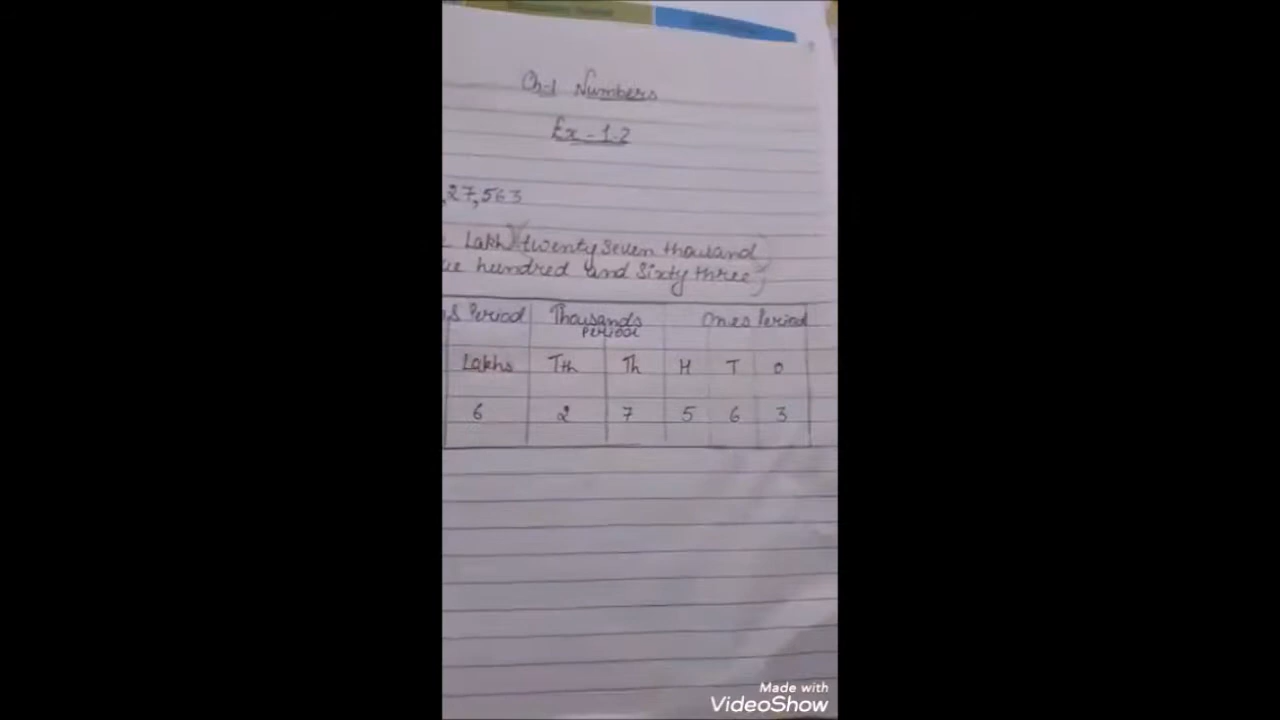 Ch-1 Numbers
Ex - 1.2
,27,563
Lakh twenty seven thousand
hundred and sixty three
Period Thousands Period Ones Period
Lakhs Tth Th H T O
6 2 7 5 6 3
Made with
VideoShow